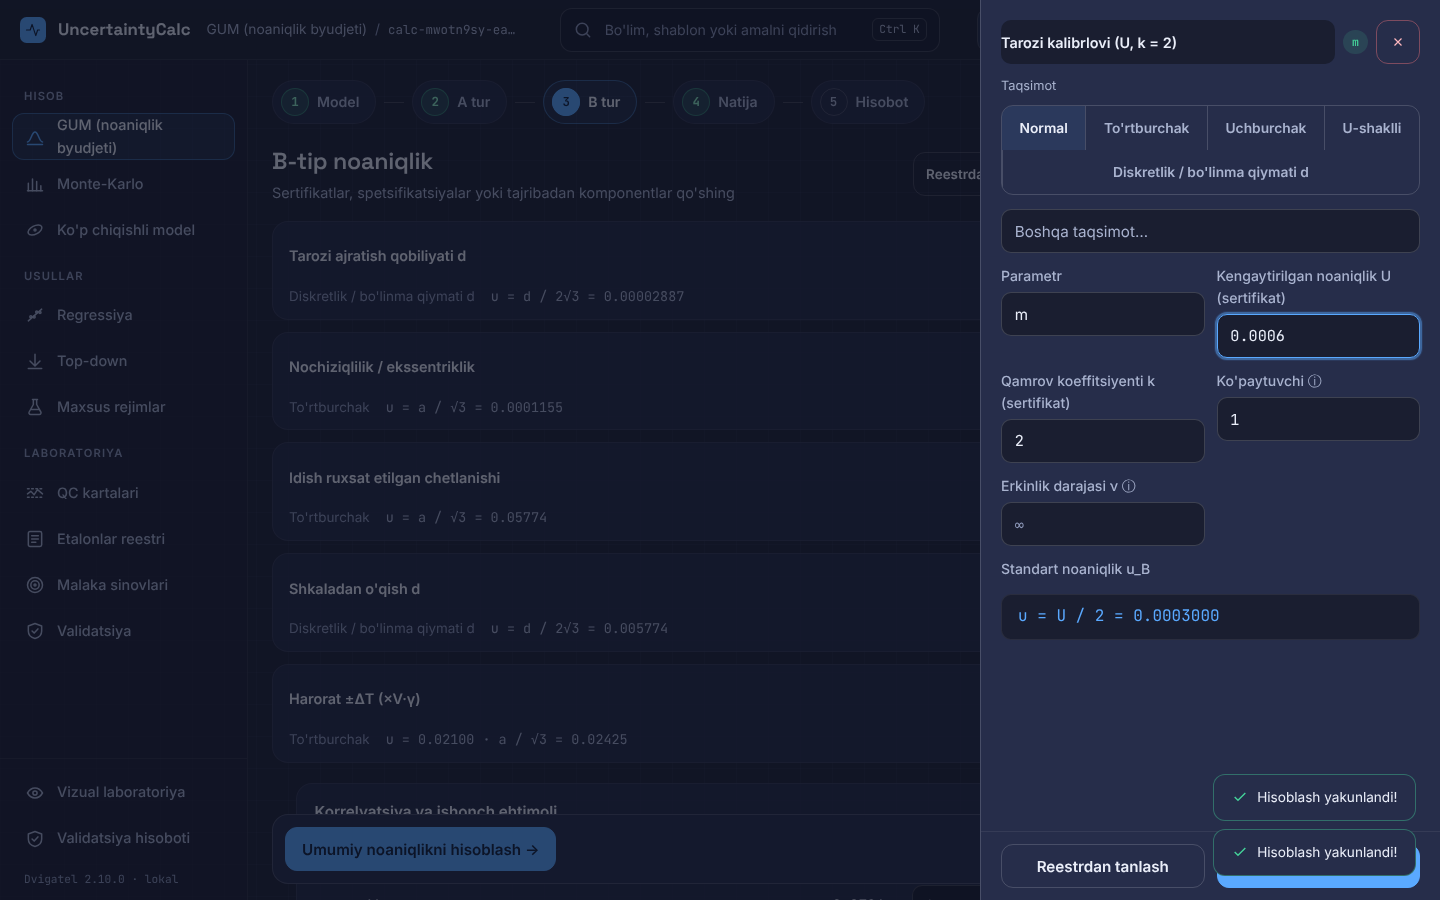 UncertaintyCalc
GUM (noaniqlik byudjeti) / calc-mwotn9sy-ea…
Bo'lim, shablon yoki amalni qidirish
Ctrl K
HISOB
GUM (noaniqlik
byudjeti)
Monte-Karlo
Ko'p chiqishli model
USULLAR
Regressiya
Top-down
Maxsus rejimlar
LABORATORIYA
QC kartalari
Etalonlar reestri
Malaka sinovlari
Validatsiya
Vizual laboratoriya
Validatsiya hisoboti
Dvigatel 2.10.0 · lokal
1 Model
2 A tur
3 B tur
4 Natija
5 Hisobot
B-tip noaniqlik
Sertifikatlar, spetsifikatsiyalar yoki tajribadan komponentlar qo'shing
Reestrda
Tarozi ajratish qobiliyati d
Diskretlik / bo'linma qiymati d u = d / 2√3 = 0.00002887
Nochiziqlilik / ekssentriklik
To'rtburchak u = a / √3 = 0.0001155
Idish ruxsat etilgan chetlanishi
To'rtburchak u = a / √3 = 0.05774
Shkaladan o'qish d
Diskretlik / bo'linma qiymati d u = d / 2√3 = 0.005774
Harorat ±ΔT (×V·γ)
To'rtburchak u = 0.02100 · a / √3 = 0.02425
Korrelyatsiya va ishonch ehtimoli
Umumiy noaniqlikni hisoblash →
Tarozi kalibrlovi (U, k = 2)
m
×
Taqsimot
Normal
To'rtburchak
Uchburchak
U-shaklli
Diskretlik / bo'linma qiymati d
Boshqa taqsimot...
Parametr
m
Kengaytirilgan noaniqlik U
(sertifikat)
0.0006
Qamrov koeffitsiyenti k
(sertifikat)
2
Ko'paytuvchi ⓘ
1
Erkinlik darajasi ν ⓘ
∞
Standart noaniqlik u_B
u = U / 2 = 0.0003000
Hisoblash yakunlandi!
Hisoblash yakunlandi!
Reestrdan tanlash